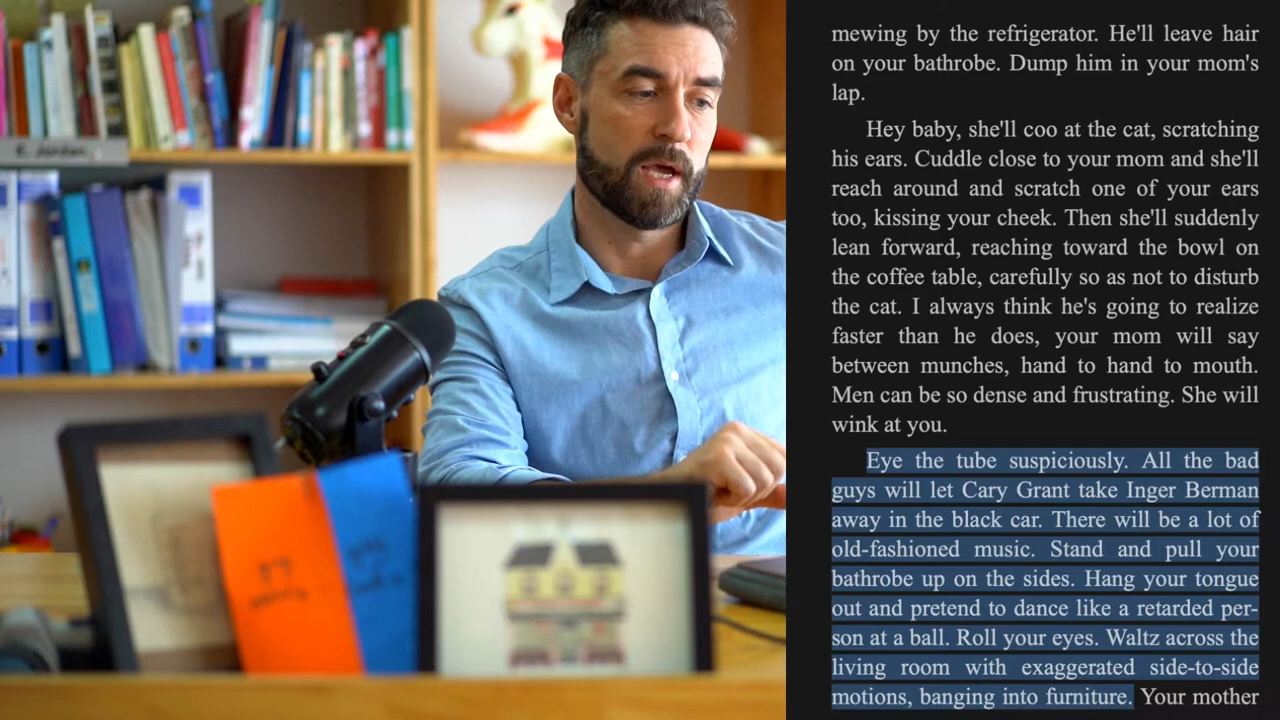 E. Jordan
mewing by the refrigerator. He'll leave hair
on your bathrobe. Dump him in your mom's
lap.
Hey baby, she'll coo at the cat, scratching
his ears. Cuddle close to your mom and she'll
reach around and scratch one of your ears
too, kissing your cheek. Then she'll suddenly
lean forward, reaching toward the bowl on
the coffee table, carefully so as not to disturb
the cat. I always think he's going to realize
faster than he does, your mom will say
between munches, hand to hand to mouth.
Men can be so dense and frustrating. She will
wink at you.
Eye the tube suspiciously. All the bad
guys will let Cary Grant take Inger Berman
away in the black car. There will be a lot of
old-fashioned music. Stand and pull your
bathrobe up on the sides. Hang your tongue
out and pretend to dance like a retarded per-
son at a ball. Roll your eyes. Waltz across the
living room with exaggerated side-to-side
motions, banging into furniture. Your mother